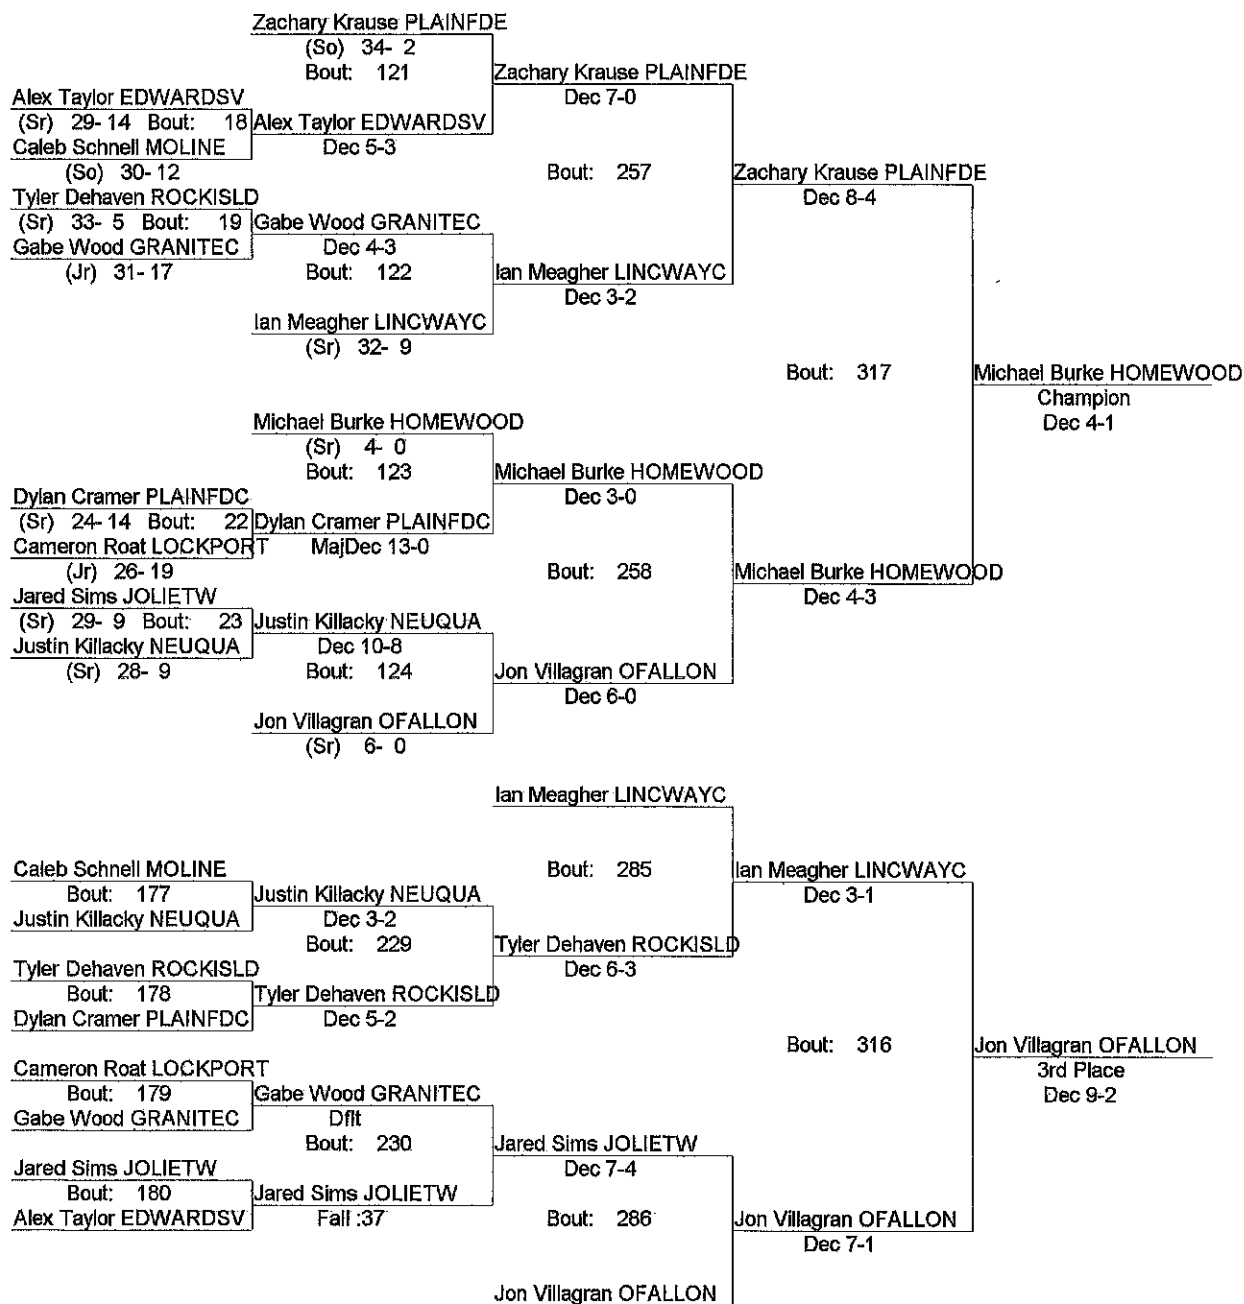 Zachary Krause PLAINFDE
(So) 34- 2
Bout: 121
Zachary Krause PLAINFDE
Dec 7-0
Alex Taylor EDWARDSV
(Sr) 29- 14 Bout: 18
Alex Taylor EDWARDSV
Dec 5-3
Caleb Schnell MOLINE
(So) 30- 12
Bout: 257
Zachary Krause PLAINFDE
Dec 8-4
Tyler Dehaven ROCKISLD
(Sr) 33- 5 Bout: 19
Gabe Wood GRANITEC
Dec 4-3
Gabe Wood GRANITEC
(Jr) 31- 17
Bout: 122
Ian Meagher LINCWAYC
Dec 3-2
Ian Meagher LINCWAYC
(Sr) 32- 9
Bout: 317
Michael Burke HOMEWOOD
Champion
Dec 4-1
Michael Burke HOMEWOOD
(Sr) 4- 0
Bout: 123
Michael Burke HOMEWOOD
Dec 3-0
Dylan Cramer PLAINFDC
(Sr) 24- 14 Bout: 22
Dylan Cramer PLAINFDC
MajDec 13-0
Cameron Roat LOCKPORT
(Jr) 26- 19
Bout: 258
Michael Burke HOMEWOOD
Dec 4-3
Jared Sims JOLIETW
(Sr) 29- 9 Bout: 23
Justin Killacky NEUQUA
Dec 10-8
Justin Killacky NEUQUA
(Sr) 28- 9
Bout: 124
Jon Villagran OFALLON
Dec 6-0
Jon Villagran OFALLON
(Sr) 6- 0
Ian Meagher LINCWAYC
Caleb Schnell MOLINE
Bout: 177
Justin Killacky NEUQUA
Justin Killacky NEUQUA
Dec 3-2
Bout: 285
Ian Meagher LINCWAYC
Dec 3-1
Bout: 229
Tyler Dehaven ROCKISLD
Dec 6-3
Tyler Dehaven ROCKISLD
Bout: 178
Dylan Cramer PLAINFDC
Tyler Dehaven ROCKISLD
Dec 5-2
Bout: 316
Jon Villagran OFALLON
3rd Place
Dec 9-2
Cameron Roat LOCKPORT
Bout: 179
Gabe Wood GRANITEC
Gabe Wood GRANITEC
Dflt
Bout: 230
Jared Sims JOLIETW
Dec 7-4
Jared Sims JOLIETW
Bout: 180
Alex Taylor EDWARDSV
Jared Sims JOLIETW
Fall :37
Bout: 286
Jon Villagran OFALLON
Dec 7-1
Jon Villagran OFALLON